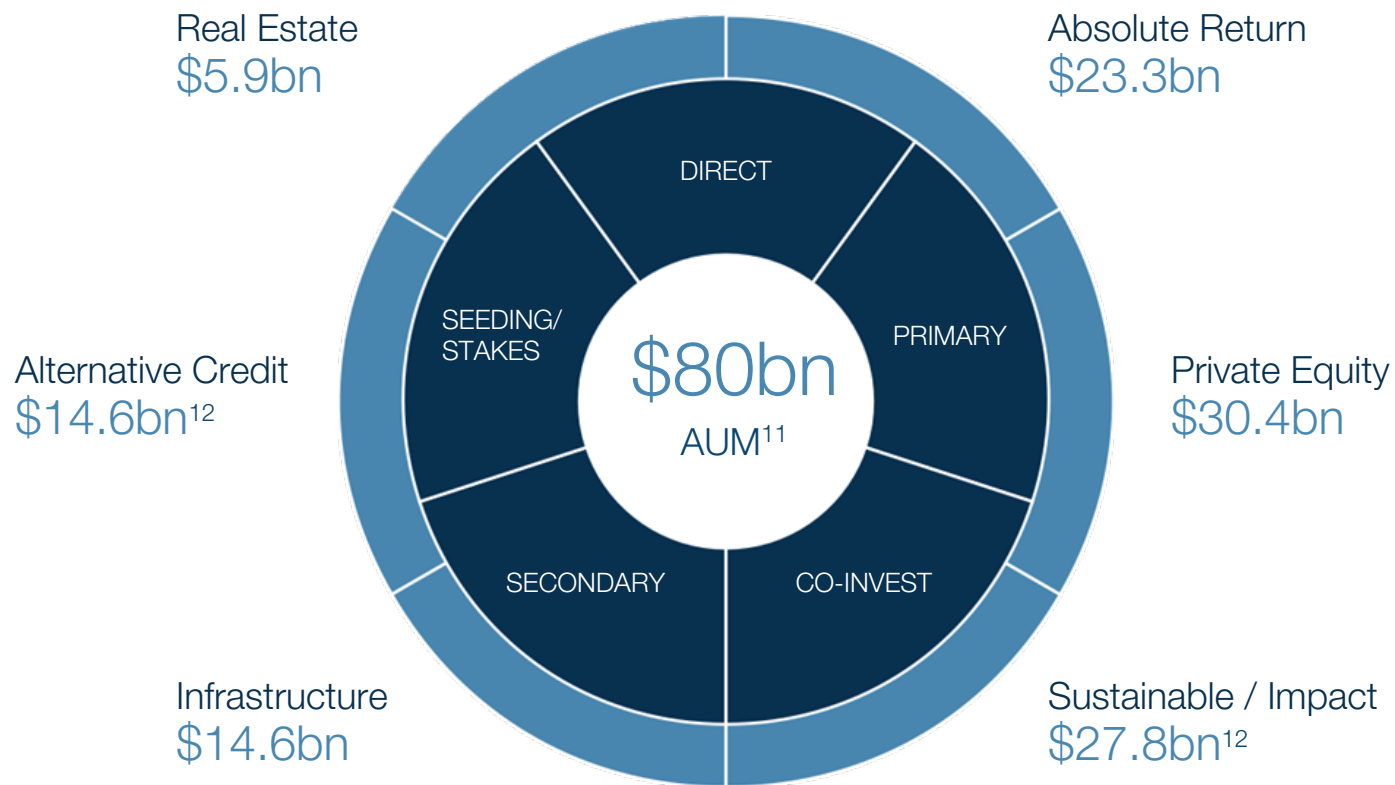 Real Estate
$5.9bn
Absolute Return
$23.3bn
DIRECT
SEEDING/
STAKES
PRIMARY
$80bn
AUM¹¹
Alternative Credit
$14.6bn¹²
Private Equity
$30.4bn
SECONDARY
CO-INVEST
Infrastructure
$14.6bn
Sustainable / Impact
$27.8bn¹²